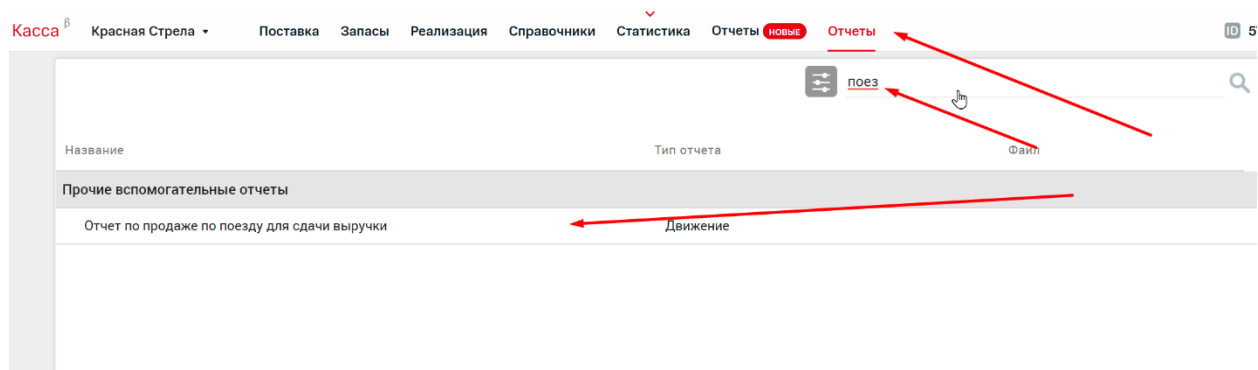 Касса β Красная Стрела Поставка Запасы Реализация Справочники Статистика Отчеты НОВЫЕ Отчеты ID 5
поез
Название Тип отчета Файл
Прочие вспомогательные отчеты
Отчет по продаже по поезду для сдачи выручки Движение